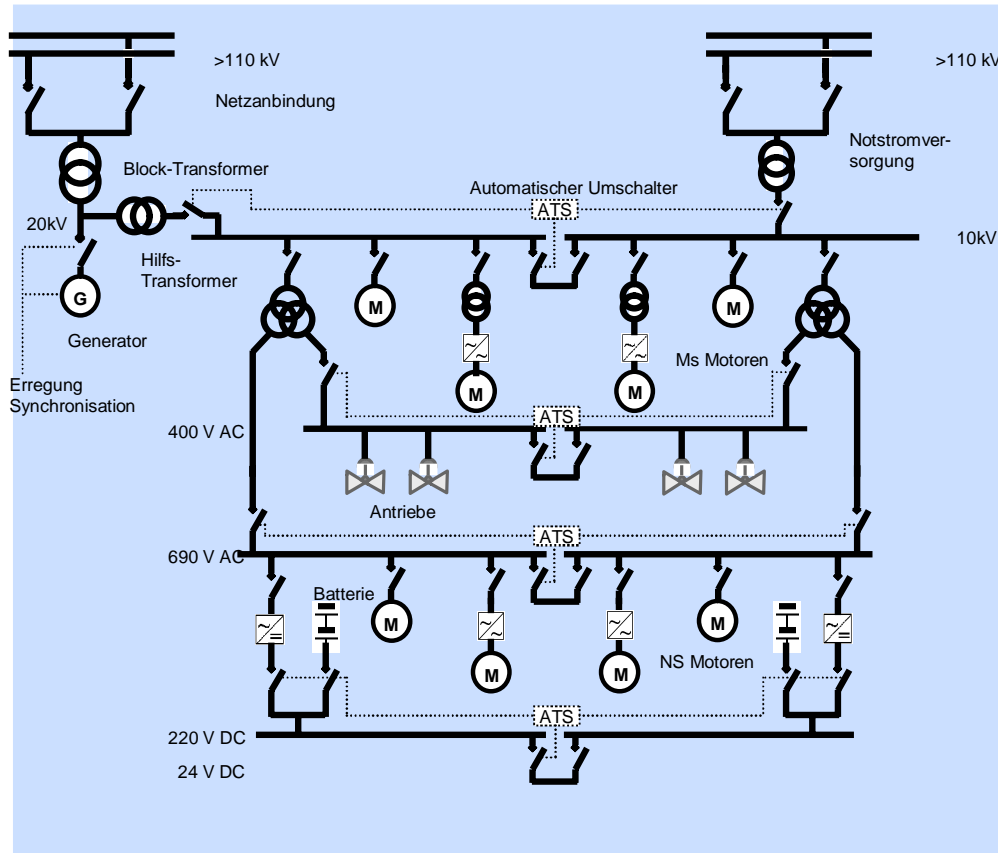 >110 kV
>110 kV
Netzanbindung
Notstromver-
sorgung
Block-Transformer
Automatischer Umschalter
ATS
20kV
10kV
Hilfs-
Transformer
G
M
M
Generator
~
~
~
~
Ms Motoren
Erregung
Synchronisation
M
M
ATS
400 V AC
Antriebe
ATS
690 V AC
Batterie
M
M
~
=
~
~
~
~
~
=
M
M
NS Motoren
ATS
220 V DC
24 V DC